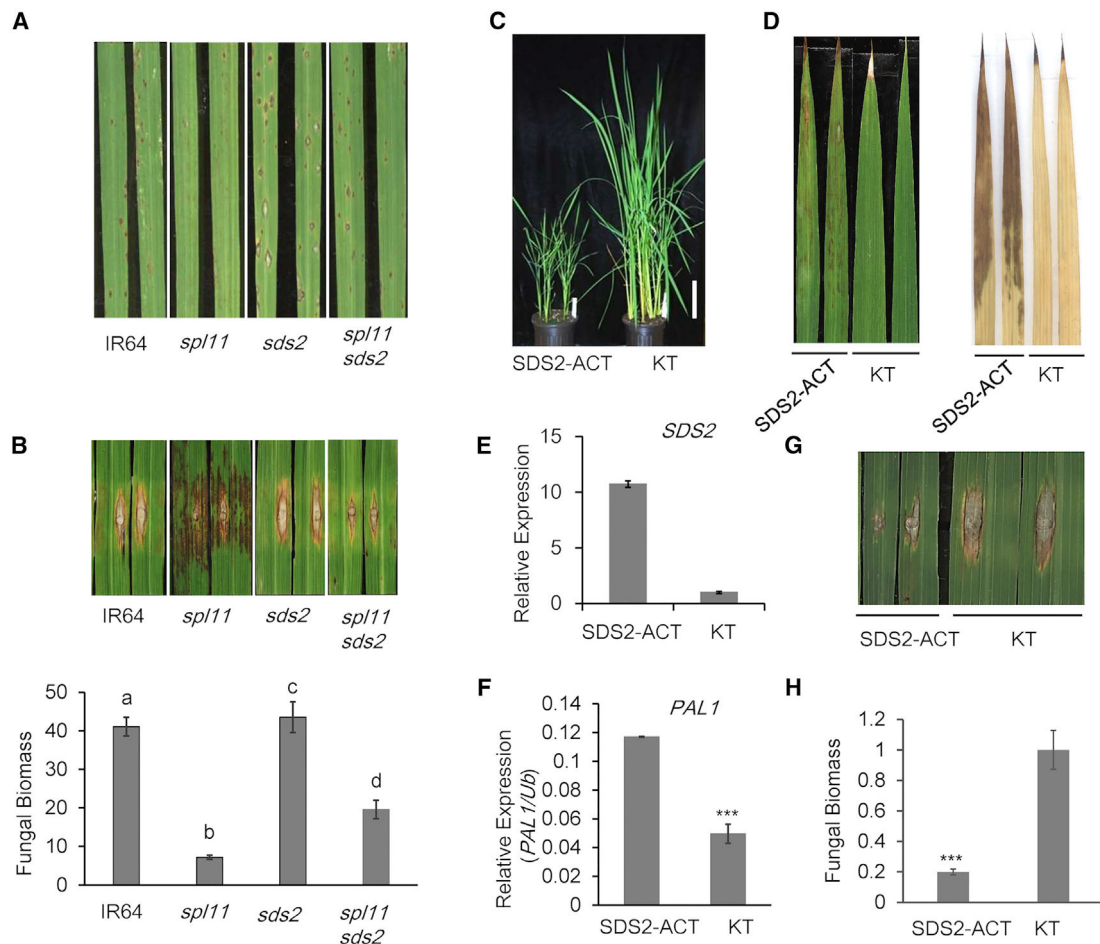 A
IR64
spl11
sds2
spl11
sds2
B
IR64
spl11
sds2
spl11
sds2
50
40
30
20
10
0
Fungal Biomass
a
b
c
d
IR64
spl11
sds2
spl11
sds2
C
SDS2-ACT
KT
D
SDS2-ACT
KT
SDS2-ACT
KT
E
SDS2
15
10
5
0
Relative Expression
SDS2-ACT
KT
F
PAL1
0.14
0.12
0.1
0.08
0.06
0.04
0.02
0
Relative Expression
(PAL1/Ub)
***
SDS2-ACT
KT
G
SDS2-ACT
KT
H
1.2
1
0.8
0.6
0.4
0.2
0
Fungal Biomass
***
SDS2-ACT
KT